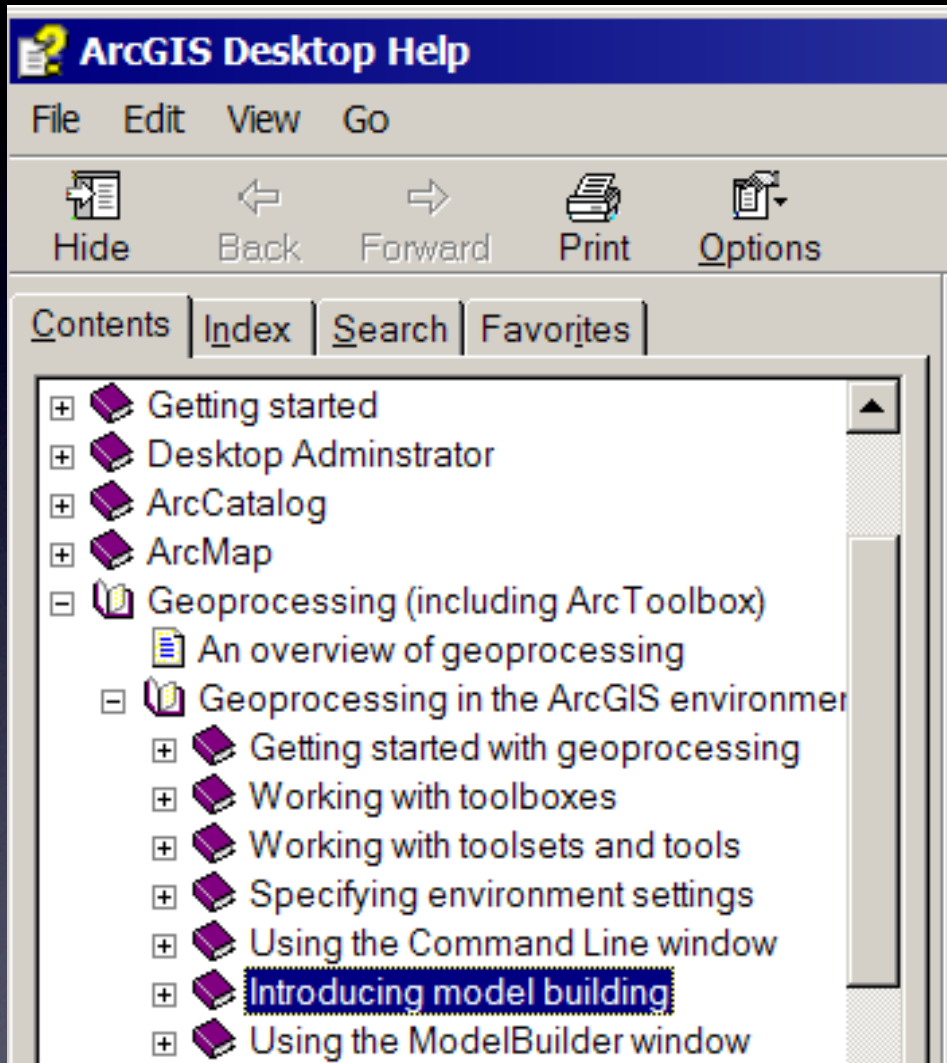 ArcGIS Desktop Help
File Edit View Go
Hide Back Forward Print Options
Contents Index Search Favorites
Getting started
Desktop Adminstrator
ArcCatalog
ArcMap
Geoprocessing (including ArcToolbox)
An overview of geoprocessing
Geoprocessing in the ArcGIS environmer
Getting started with geoprocessing
Working with toolboxes
Working with toolsets and tools
Specifying environment settings
Using the Command Line window
Introducing model building
Using the ModelBuilder window